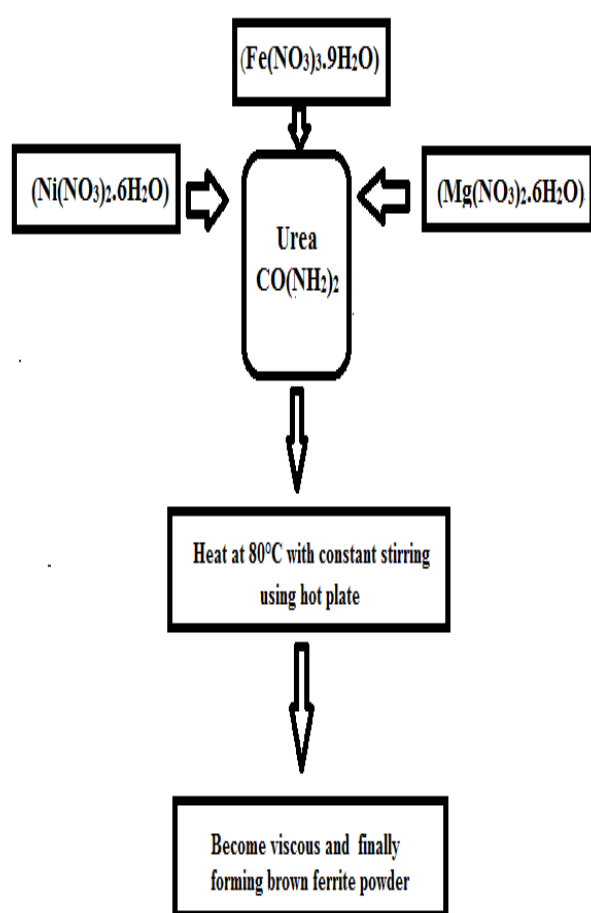 (Fe(NO3)3.9H2O)
(Ni(NO3)2.6H2O)
(Mg(NO3)2.6H2O)
Urea
CO(NH2)2
Heat at 80°C with constant stirring
using hot plate
Become viscous and finally
forming brown ferrite powder